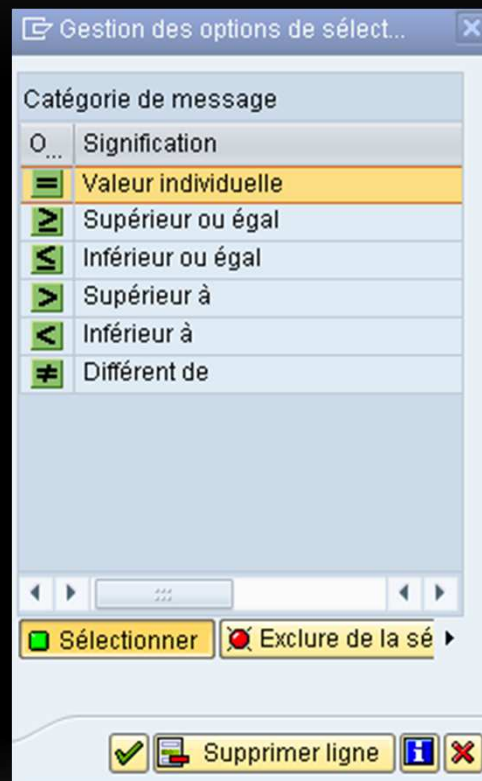 Gestion des options de sélect...
Catégorie de message
O... Signification
= Valeur individuelle
≥ Supérieur ou égal
≤ Inférieur ou égal
> Supérieur à
< Inférieur à
≠ Différent de
Sélectionner Exclure de la sé
Supprimer ligne